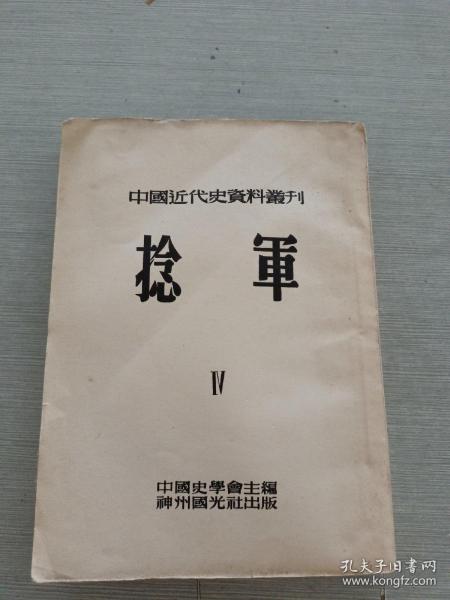 中國近代史資料叢刊
捻軍
IV
中國史學會主編
神州國光社出版
孔夫子旧书网
www.kongfz.com